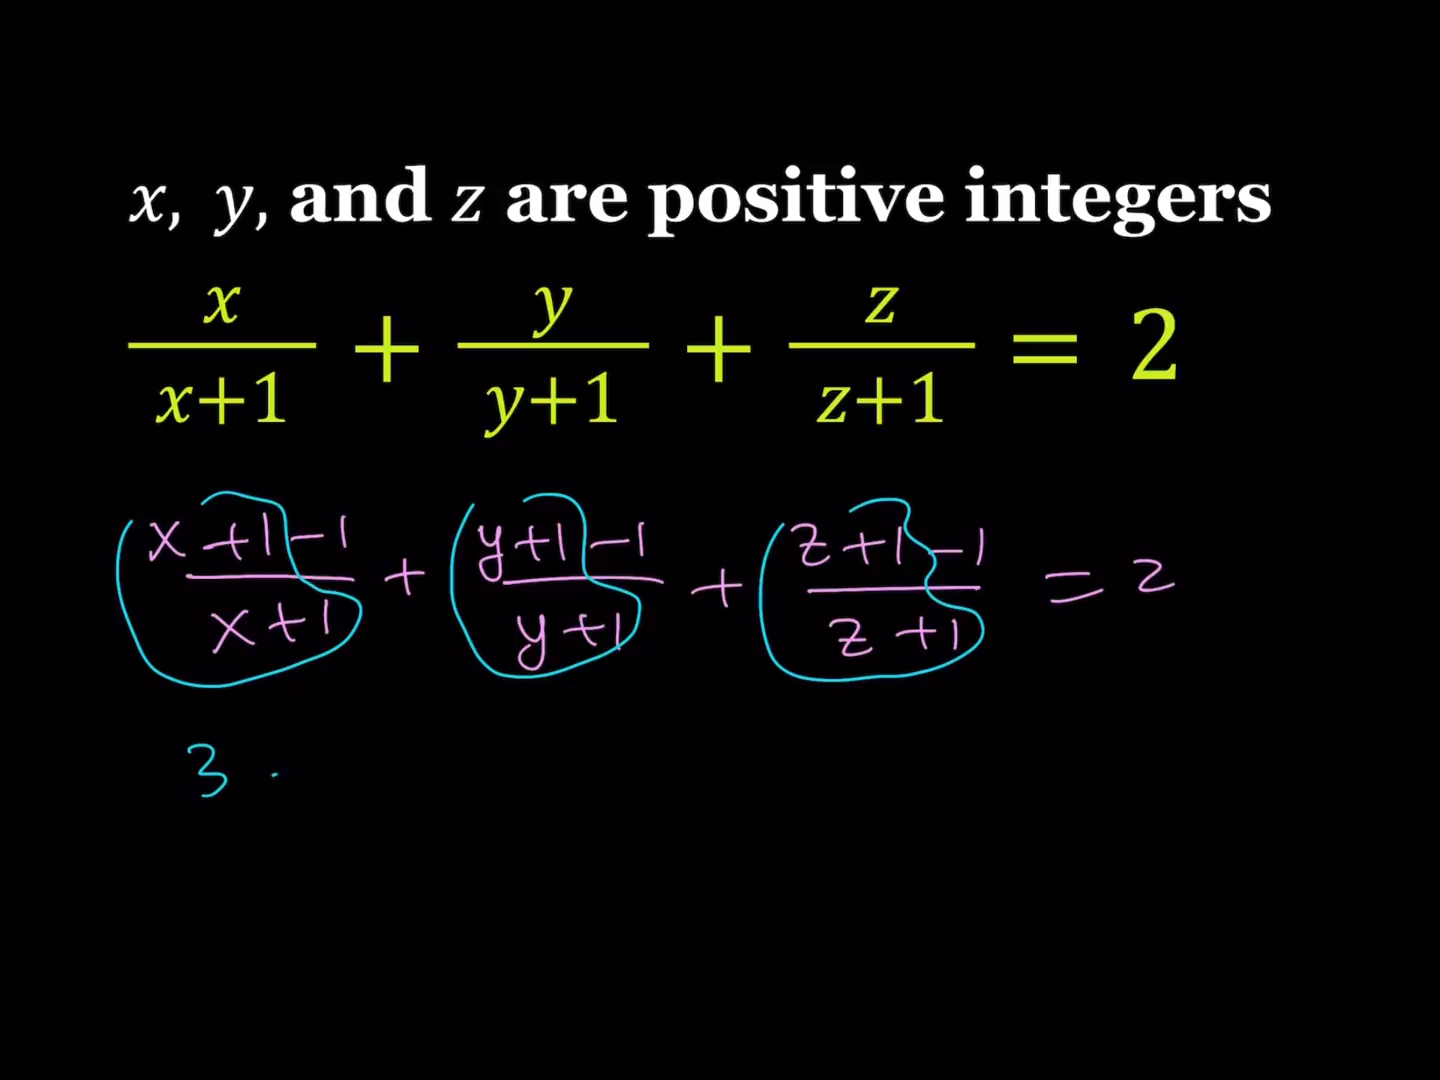 x, y, and z are positive integers
x/(x+1) + y/(y+1) + z/(z+1) = 2
(x+1-1)/(x+1) + (y+1-1)/(y+1) + (z+1-1)/(z+1) = 2
3 .